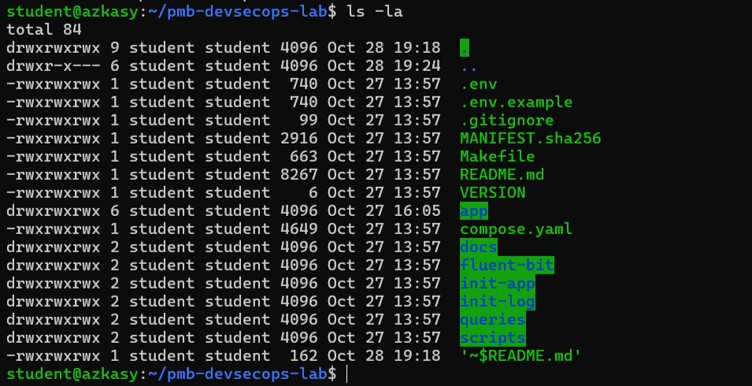 student@azkasy:~/pmb-devsecops-lab$ ls -la
total 84
drwxrwxrwx 9 student student 4096 Oct 28 19:18 .
drwxr-x--- 6 student student 4096 Oct 28 19:24 ..
-rwxrwxrwx 1 student student 740 Oct 27 13:57 .env
-rwxrwxrwx 1 student student 740 Oct 27 13:57 .env.example
-rwxrwxrwx 1 student student 99 Oct 27 13:57 .gitignore
-rwxrwxrwx 1 student student 2916 Oct 27 13:57 MANIFEST.sha256
-rwxrwxrwx 1 student student 663 Oct 27 13:57 Makefile
-rwxrwxrwx 1 student student 8267 Oct 27 13:57 README.md
-rwxrwxrwx 1 student student 6 Oct 27 13:57 VERSION
drwxrwxrwx 6 student student 4096 Oct 27 16:05 app
-rwxrwxrwx 1 student student 4649 Oct 27 13:57 compose.yaml
drwxrwxrwx 2 student student 4096 Oct 27 13:57 docs
drwxrwxrwx 2 student student 4096 Oct 27 13:57 fluent-bit
drwxrwxrwx 2 student student 4096 Oct 27 13:57 init-app
drwxrwxrwx 2 student student 4096 Oct 27 13:57 init-log
drwxrwxrwx 2 student student 4096 Oct 27 13:57 queries
drwxrwxrwx 2 student student 4096 Oct 27 13:57 scripts
-rwxrwxrwx 1 student student 162 Oct 28 19:18 '~$README.md'
student@azkasy:~/pmb-devsecops-lab$